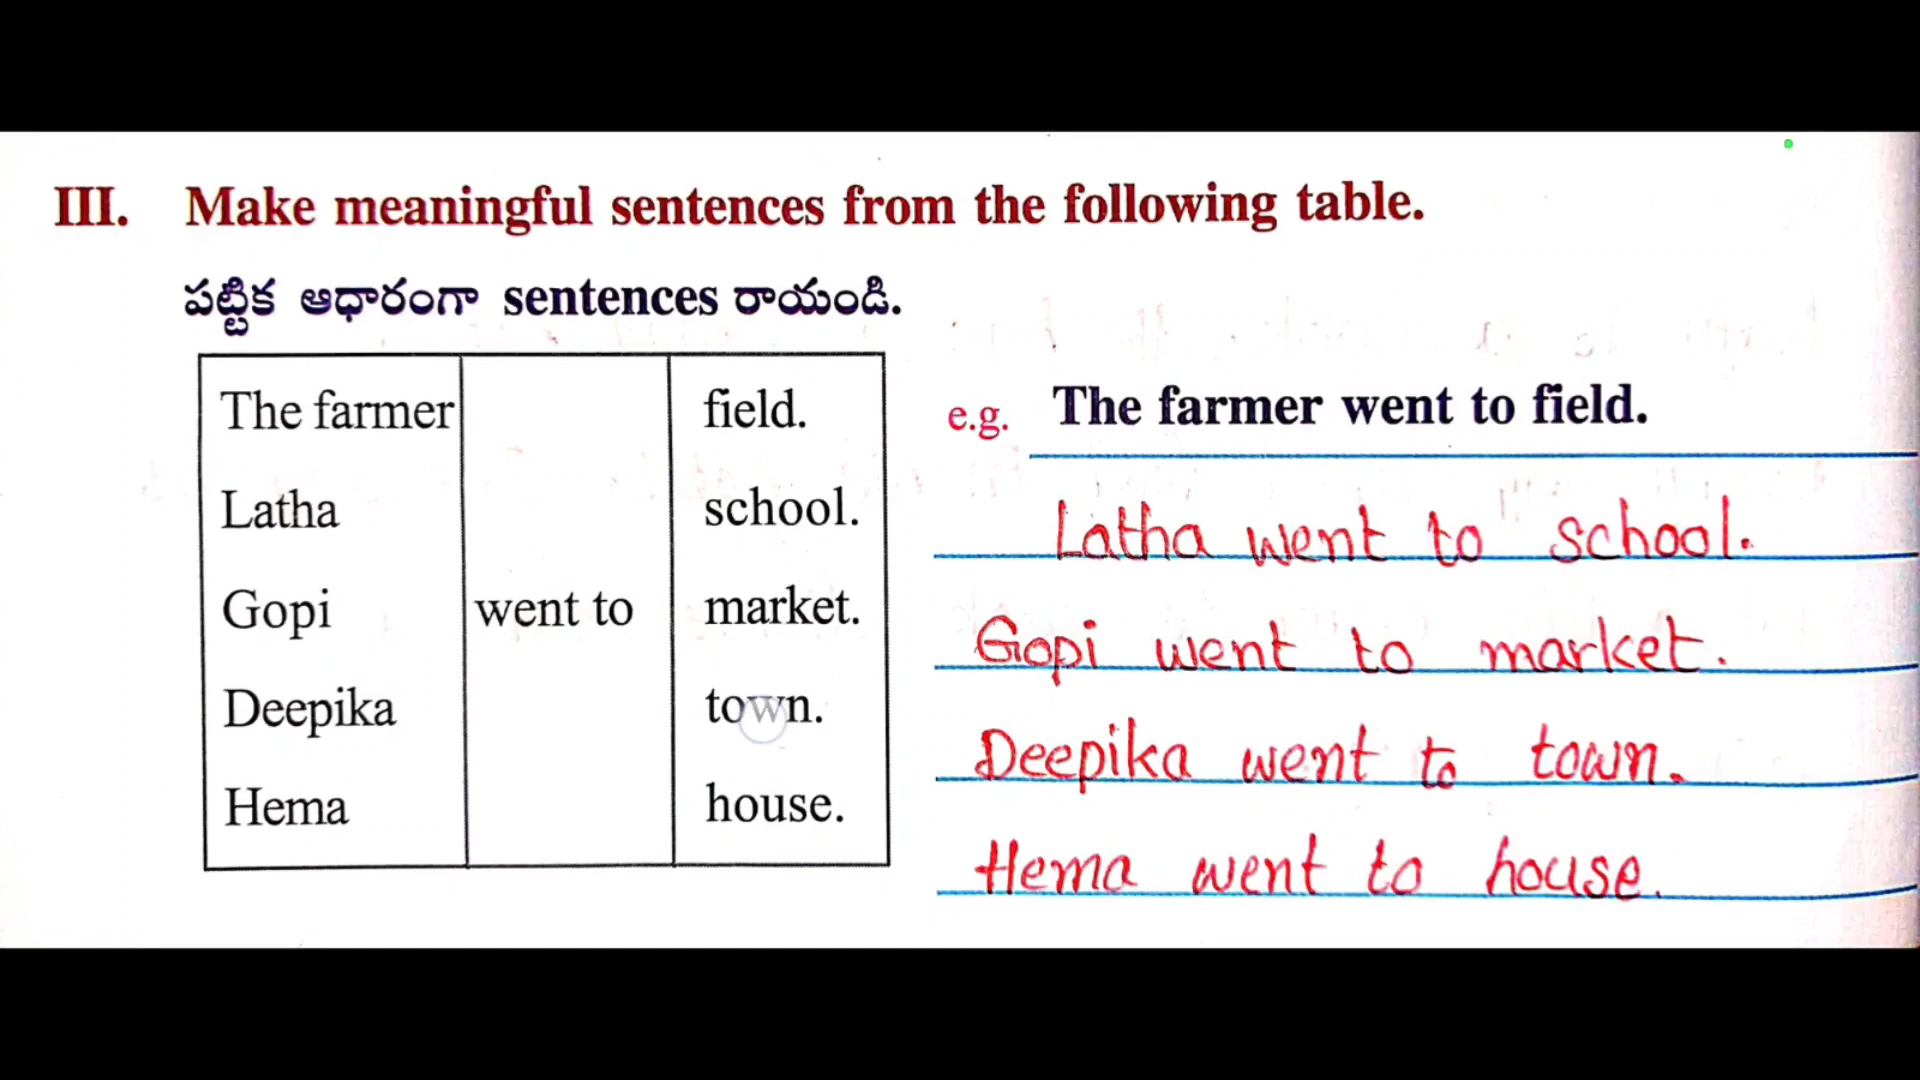 III. Make meaningful sentences from the following table.
పట్టిక ఆధారంగా sentences రాయండి.
The farmer field.
Latha school.
Gopi went to market.
Deepika town.
Hema house.
e.g. The farmer went to field.
Latha went to school.
Gopi went to market.
Deepika went to town.
Hema went to house.